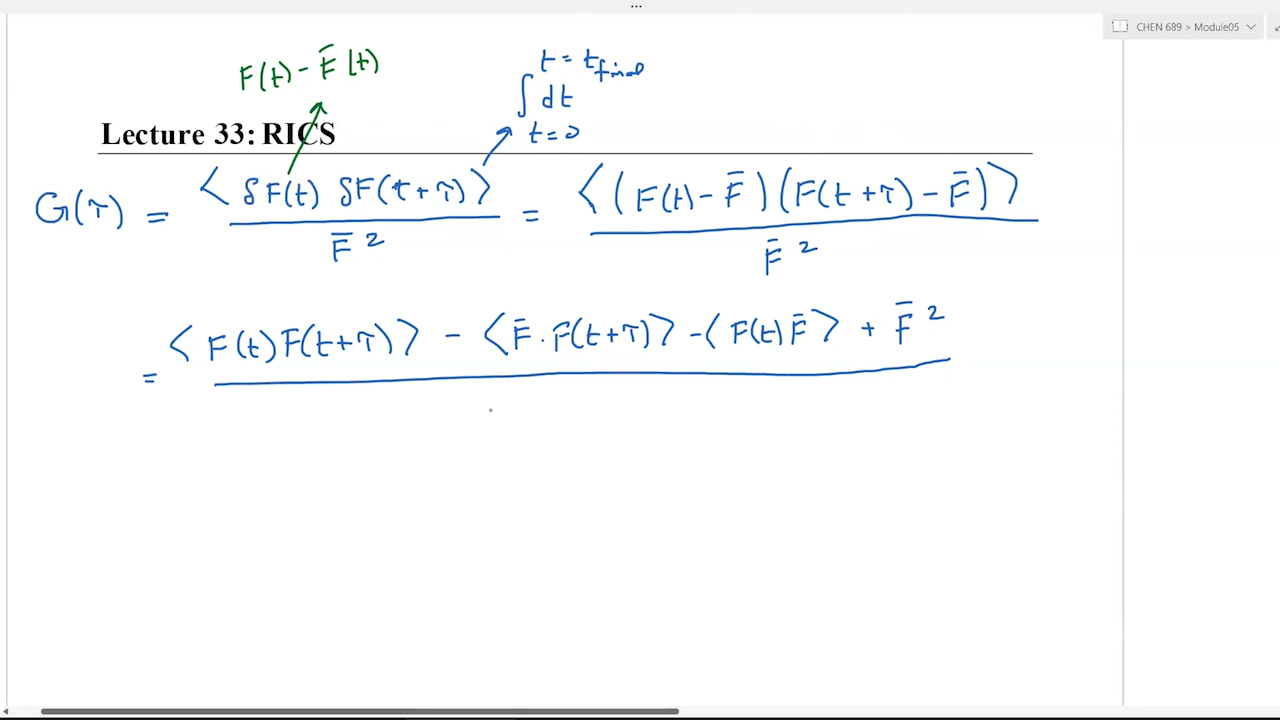 ...
CHEN 689 > Module05
F(t) - F̄(t)
t = t_final
∫ dt
t = 0
Lecture 33: RICS
G(τ) = ⟨ δF(t) δF(t+τ) ⟩ / F̄² = ⟨ (F(t) - F̄) (F(t+τ) - F̄) ⟩ / F̄²
= ⟨ F(t) F(t+τ) ⟩ - ⟨ F̄ · F(t+τ) ⟩ - ⟨ F(t) F̄ ⟩ + F̄²